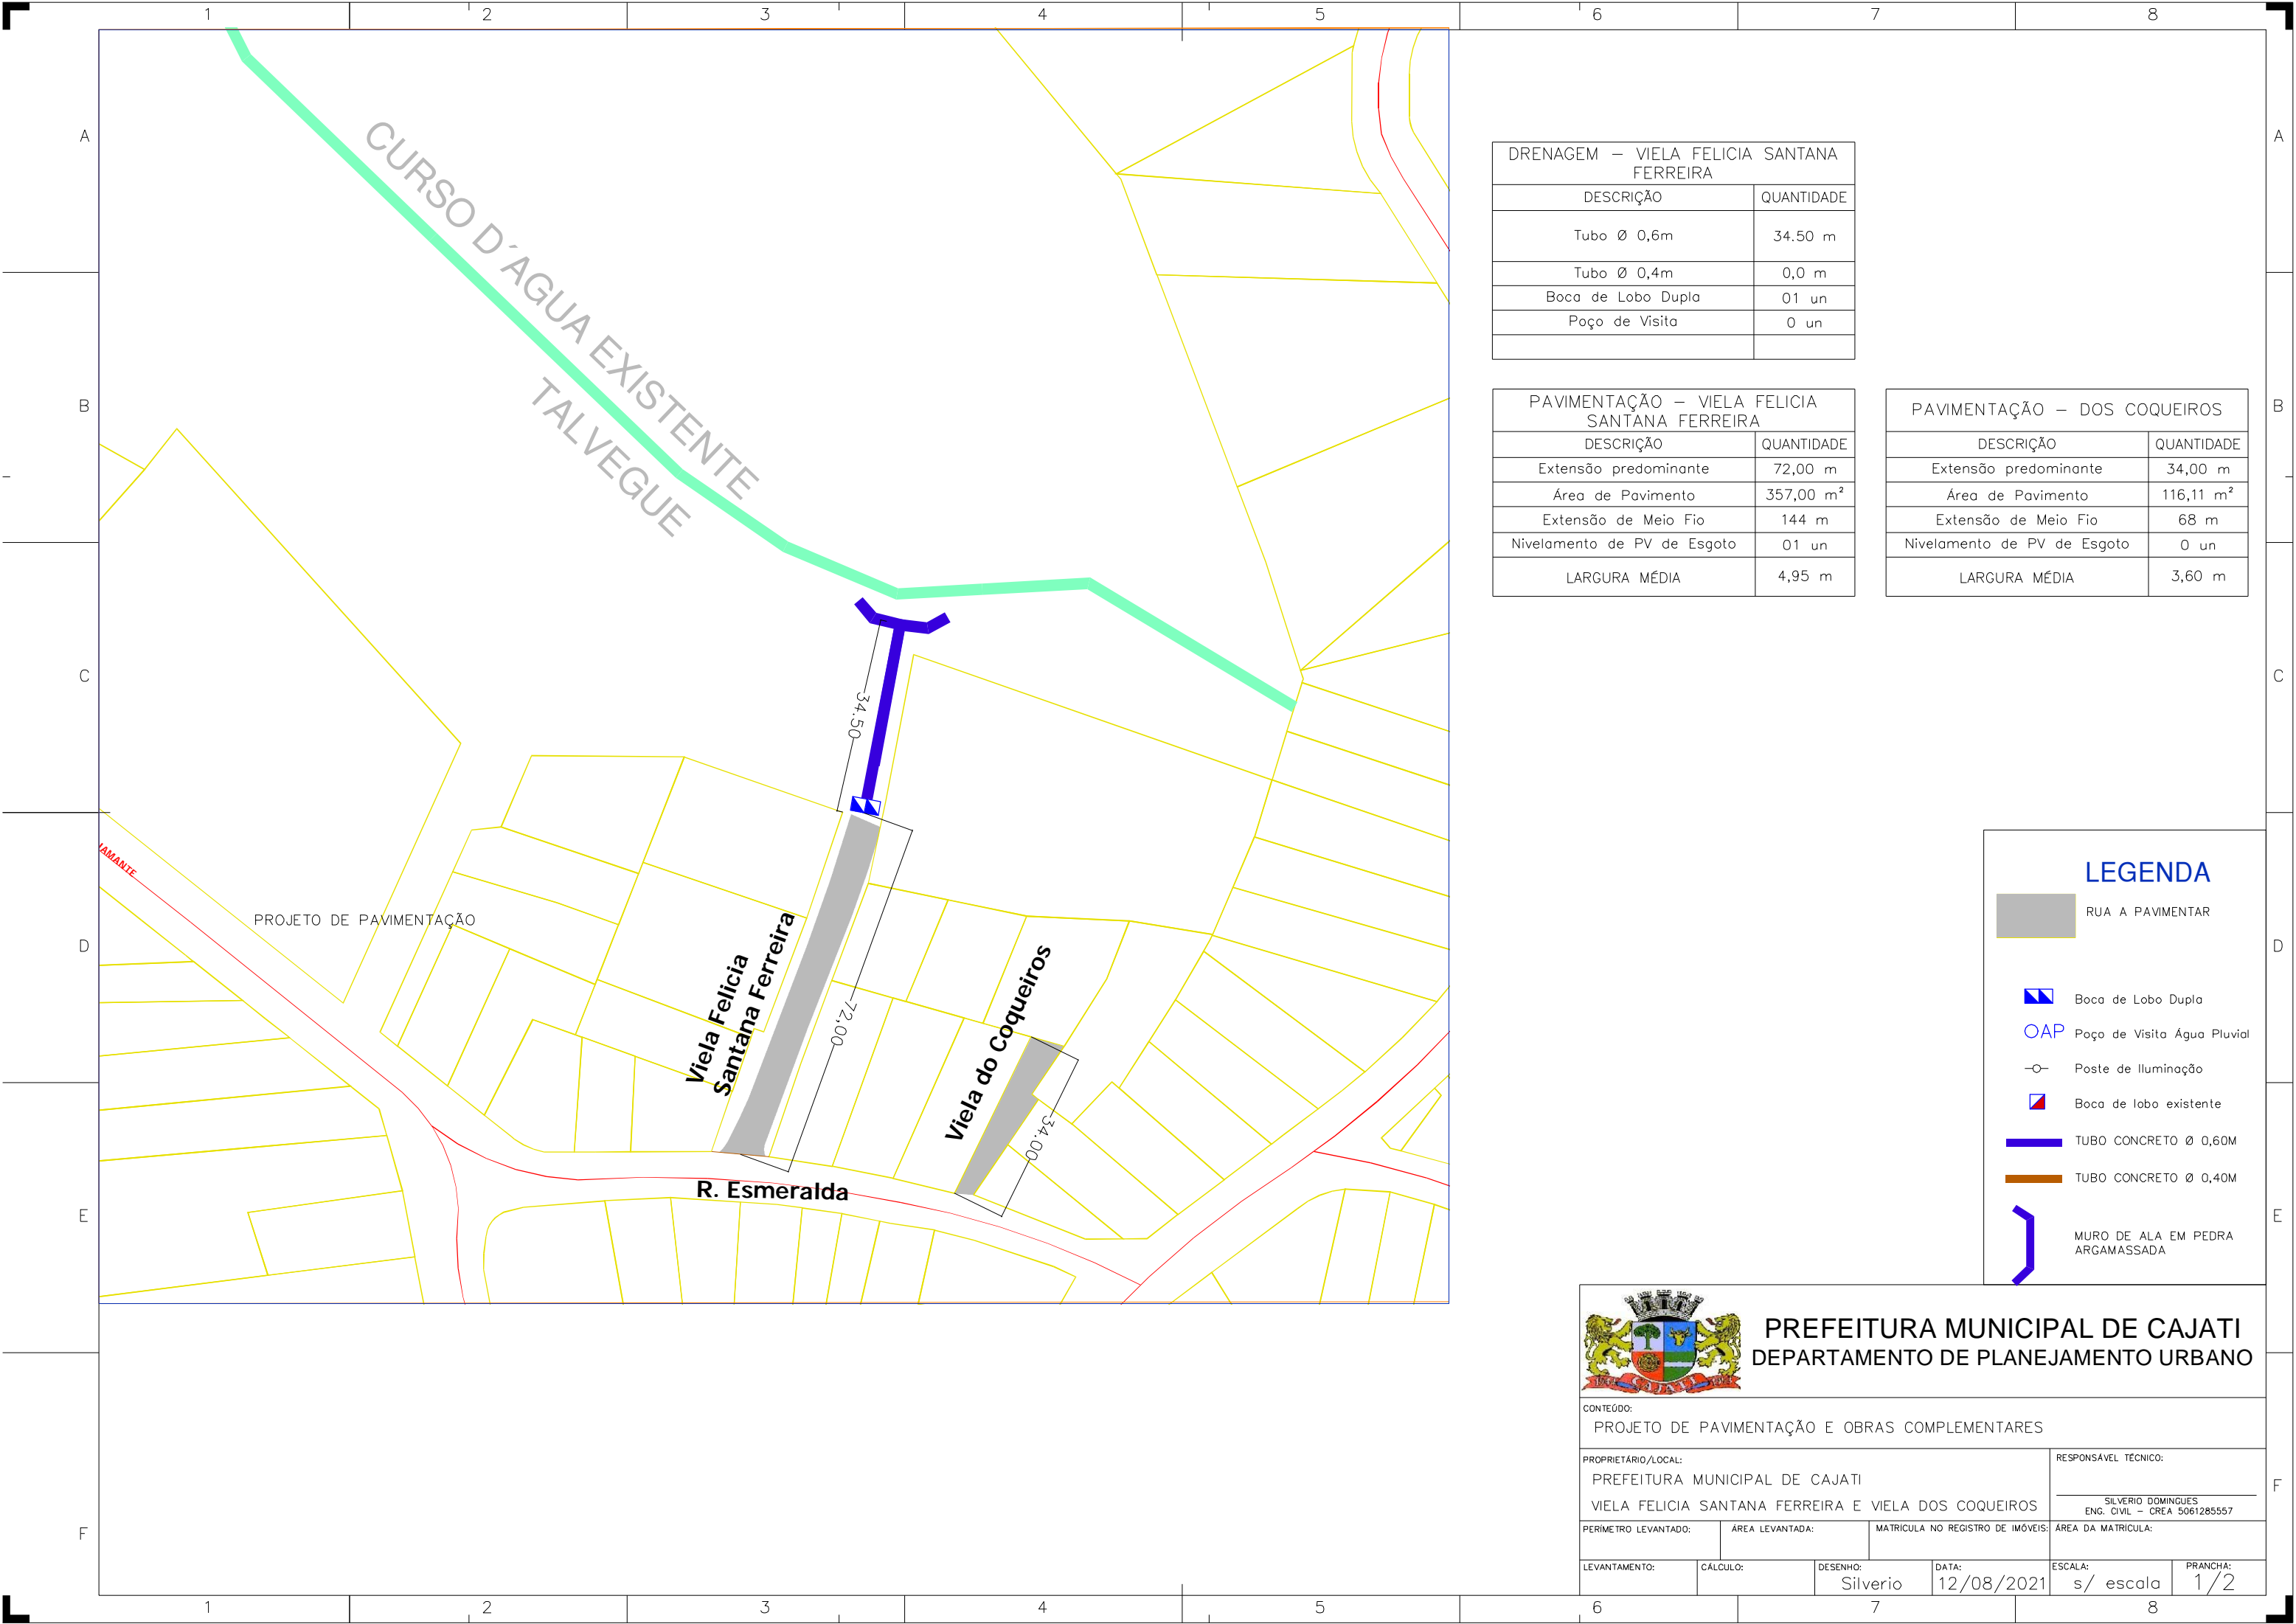 1 2 3 4 5 6 7 8
A A
B B
C C
D D
E E
F F
CURSO D´AGUA EXISTENTE
TALVEGUE
34.50
72,00
34.00
Viela Felicia
Santana Ferreira
Viela do Coqueiros
R. Esmeralda
AMANTE
PROJETO DE PAVIMENTAÇÃO
DRENAGEM – VIELA FELICIA SANTANA
FERREIRA
DESCRIÇÃO QUANTIDADE
Tubo Ø 0,6m 34.50 m
Tubo Ø 0,4m 0,0 m
Boca de Lobo Dupla 01 un
Poço de Visita 0 un
PAVIMENTAÇÃO – VIELA FELICIA
SANTANA FERREIRA
DESCRIÇÃO QUANTIDADE
Extensão predominante 72,00 m
Área de Pavimento 357,00 m²
Extensão de Meio Fio 144 m
Nivelamento de PV de Esgoto 01 un
LARGURA MÉDIA 4,95 m
PAVIMENTAÇÃO – DOS COQUEIROS
DESCRIÇÃO QUANTIDADE
Extensão predominante 34,00 m
Área de Pavimento 116,11 m²
Extensão de Meio Fio 68 m
Nivelamento de PV de Esgoto 0 un
LARGURA MÉDIA 3,60 m
LEGENDA
RUA A PAVIMENTAR
Boca de Lobo Dupla
AP Poço de Visita Água Pluvial
Poste de Iluminação
Boca de lobo existente
TUBO CONCRETO Ø 0,60M
TUBO CONCRETO Ø 0,40M
MURO DE ALA EM PEDRA
ARGAMASSADA
CAJATI
PREFEITURA MUNICIPAL DE CAJATI
DEPARTAMENTO DE PLANEJAMENTO URBANO
CONTEÚDO:
PROJETO DE PAVIMENTAÇÃO E OBRAS COMPLEMENTARES
PROPRIETÁRIO/LOCAL:
PREFEITURA MUNICIPAL DE CAJATI
VIELA FELICIA SANTANA FERREIRA E VIELA DOS COQUEIROS
RESPONSÁVEL TÉCNICO:
SILVERIO DOMINGUES
ENG. CIVIL – CREA 5061285557
PERÍMETRO LEVANTADO: ÁREA LEVANTADA: MATRÍCULA NO REGISTRO DE IMÓVEIS: ÁREA DA MATRÍCULA:
LEVANTAMENTO: CÁLCULO: DESENHO: DATA: ESCALA: PRANCHA:
Silverio 12/08/2021 s/ escala 1/2
1 2 3 4 5 6 7 8